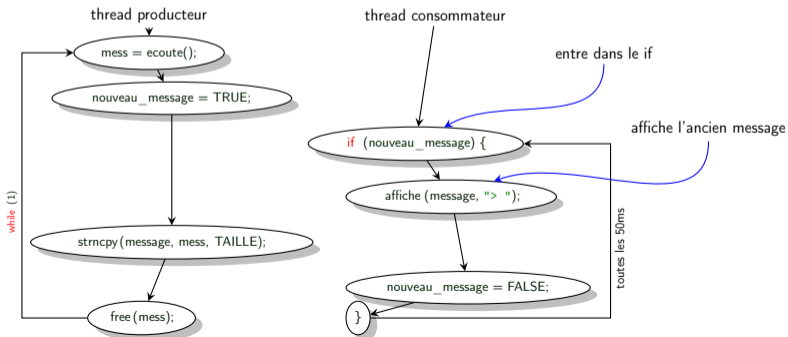 thread producteur
mess = ecoute();
nouveau_message = TRUE;
strncpy(message, mess, TAILLE);
free(mess);
while (1)
thread consommateur
if (nouveau_message) {
affiche(message, "> ");
nouveau_message = FALSE;
}
toutes les 50ms
entre dans le if
affiche l'ancien message